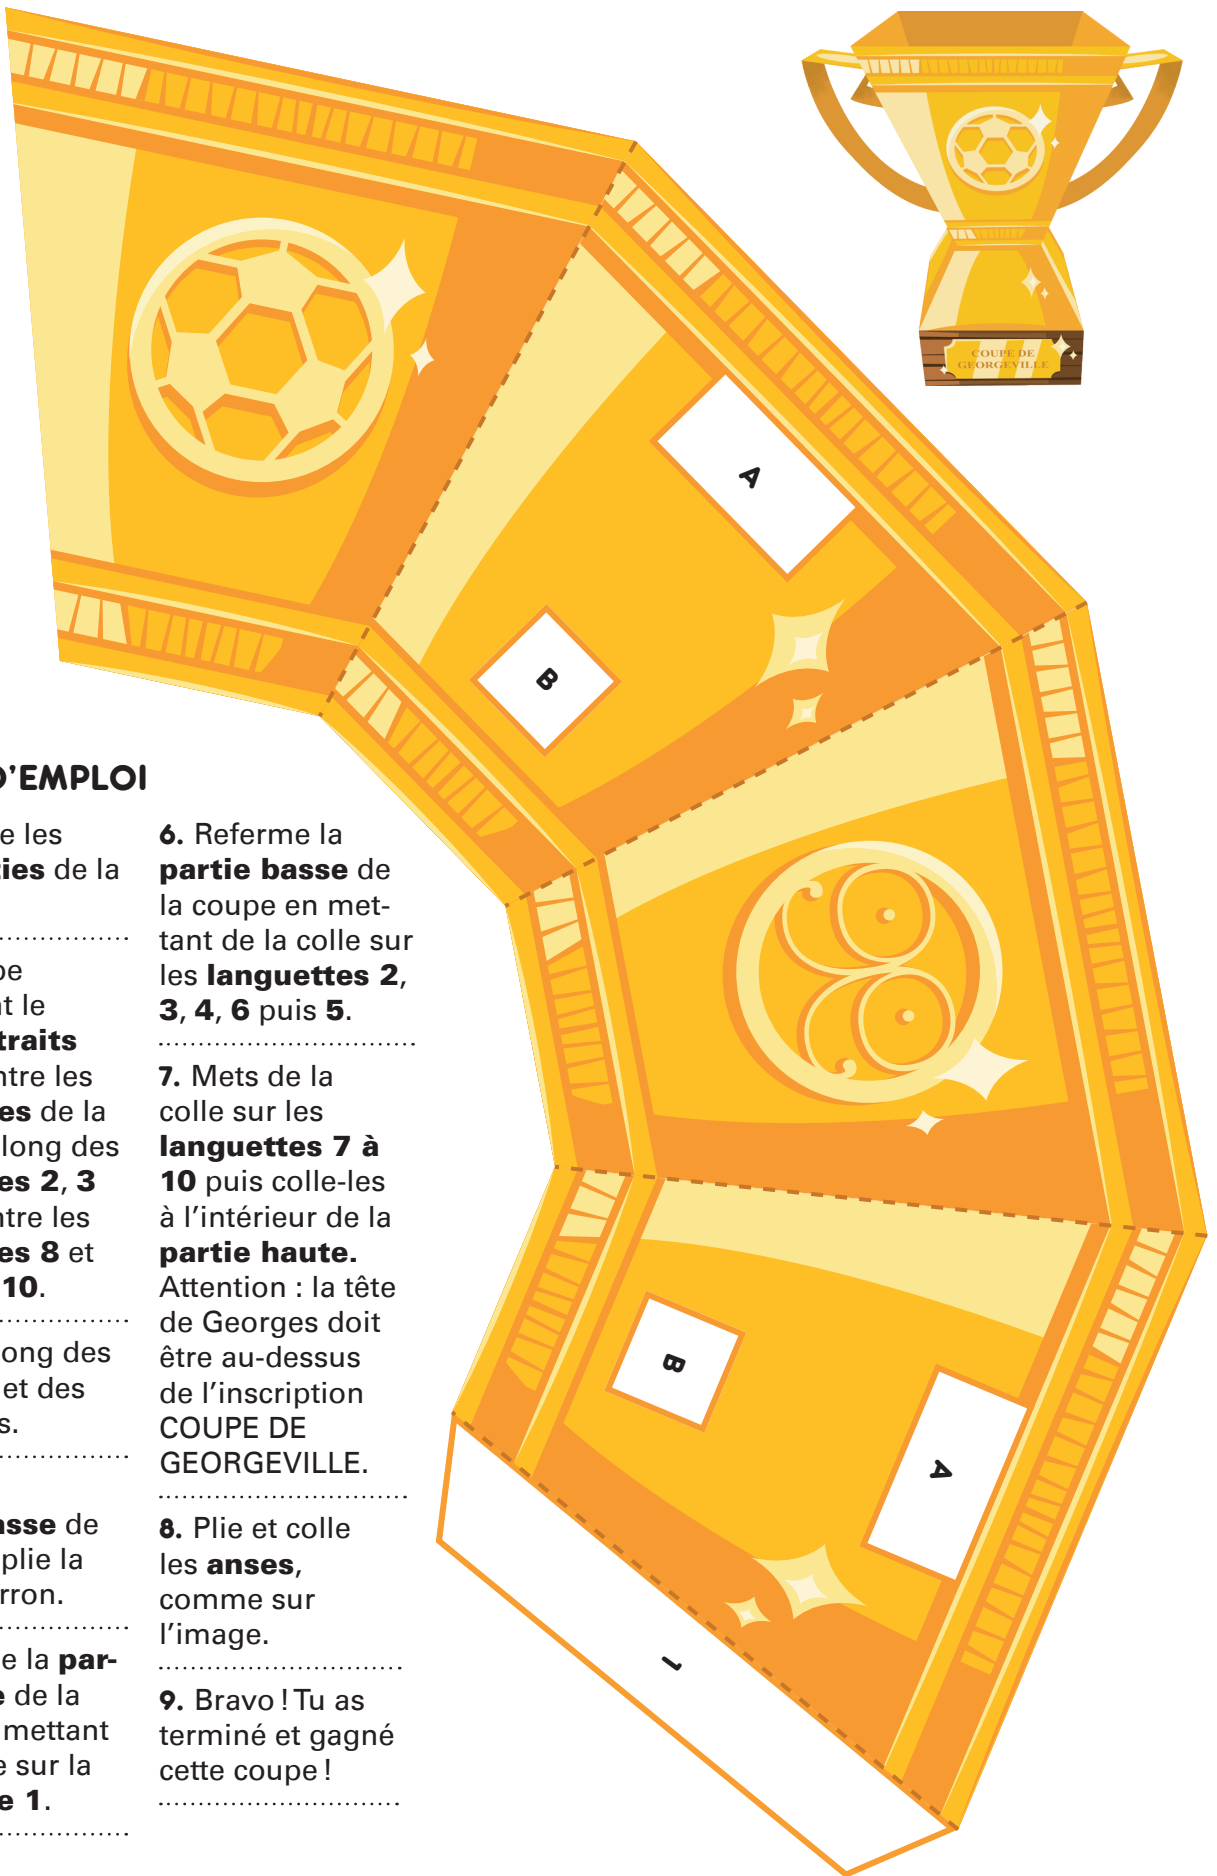 COUPE DE
GEORGEVILLE
A
B
B
A
1
D'EMPLOI
e les
ties de la
pe
t le
traits
ntre les
es de la
long des
es 2, 3
ntre les
es 8 et
10.
ong des
et des
s.
asse de
plie la
rron.
e la par-
e de la
mettant
e sur la
e 1.
6. Referme la
partie basse de
la coupe en met-
tant de la colle sur
les languettes 2,
3, 4, 6 puis 5.
7. Mets de la
colle sur les
languettes 7 à
10 puis colle-les
à l'intérieur de la
partie haute.
Attention : la tête
de Georges doit
être au-dessus
de l'inscription
COUPE DE
GEORGEVILLE.
8. Plie et colle
les anses,
comme sur
l'image.
9. Bravo ! Tu as
terminé et gagné
cette coupe !